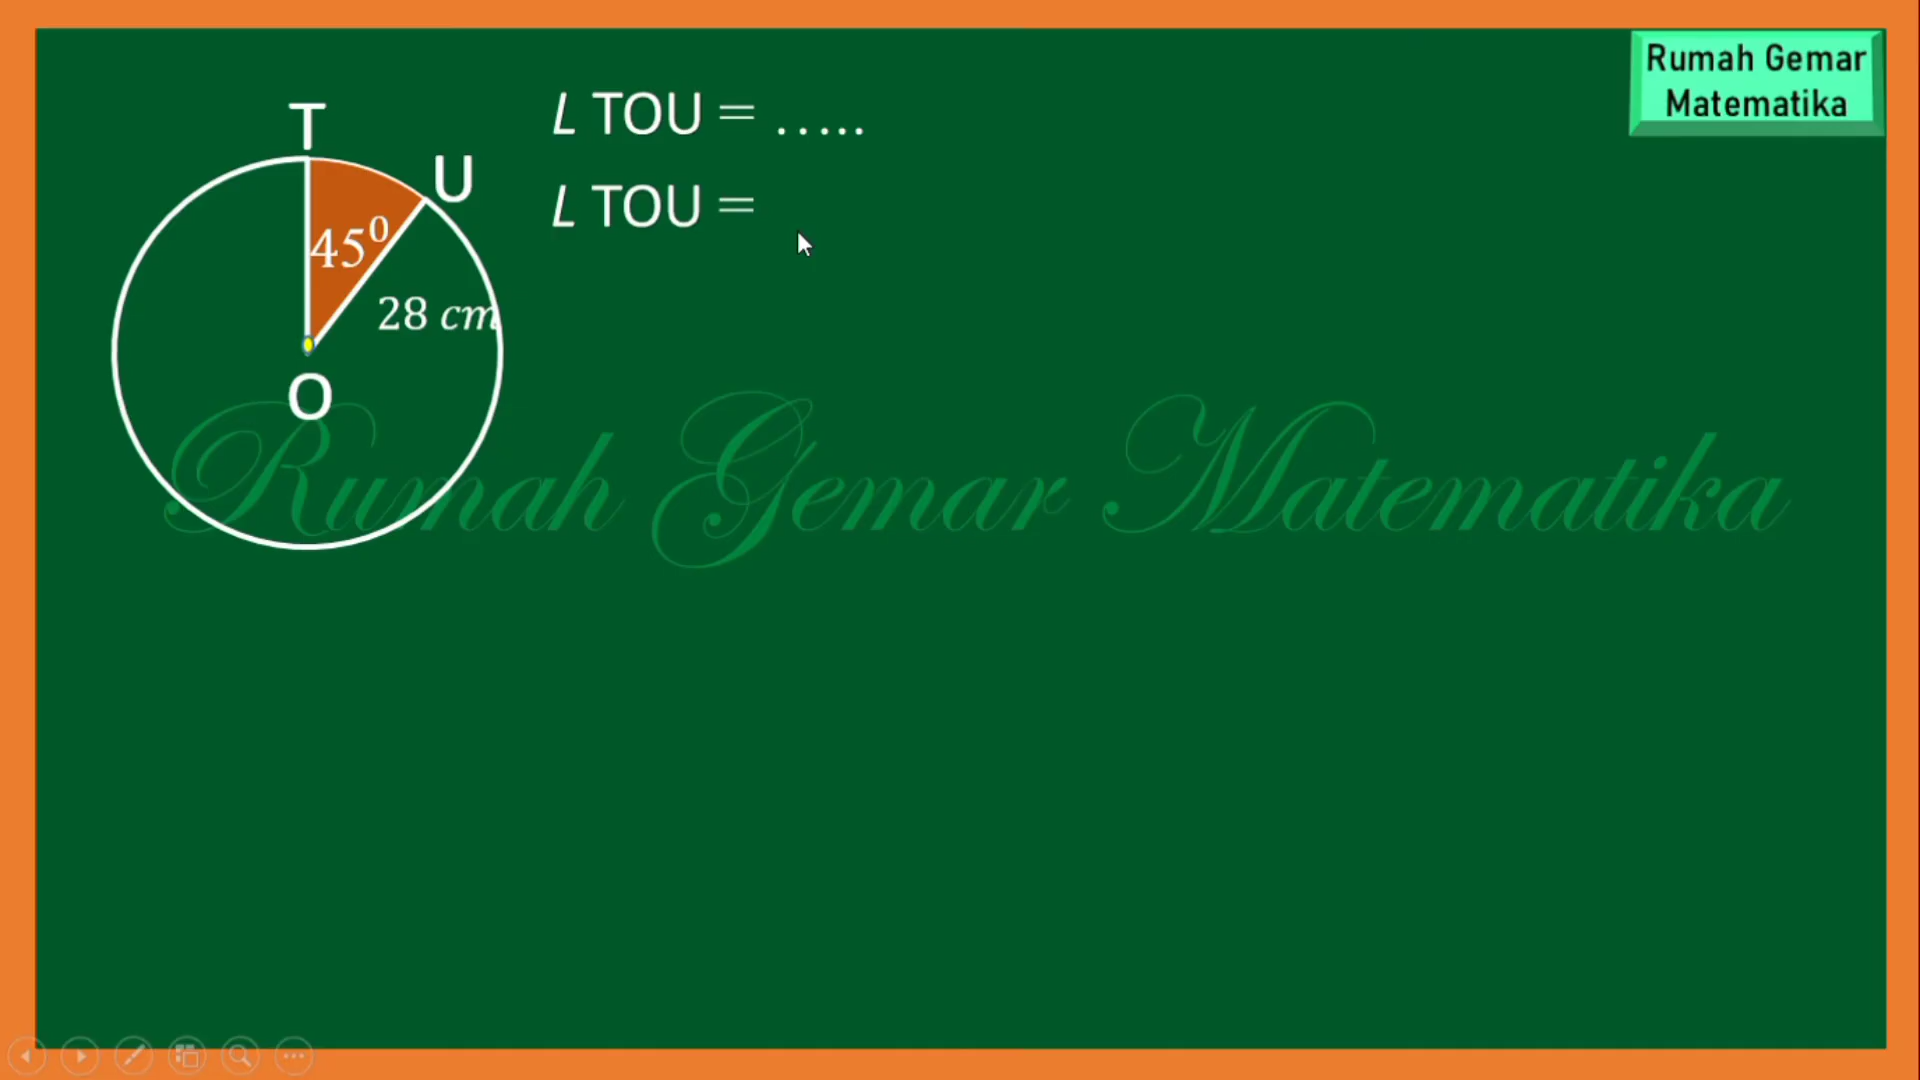 Rumah Gemar
Matematika
T
U
L TOU = .....
L TOU =
45⁰
28 cm
O
Rumah Gemar Matematika